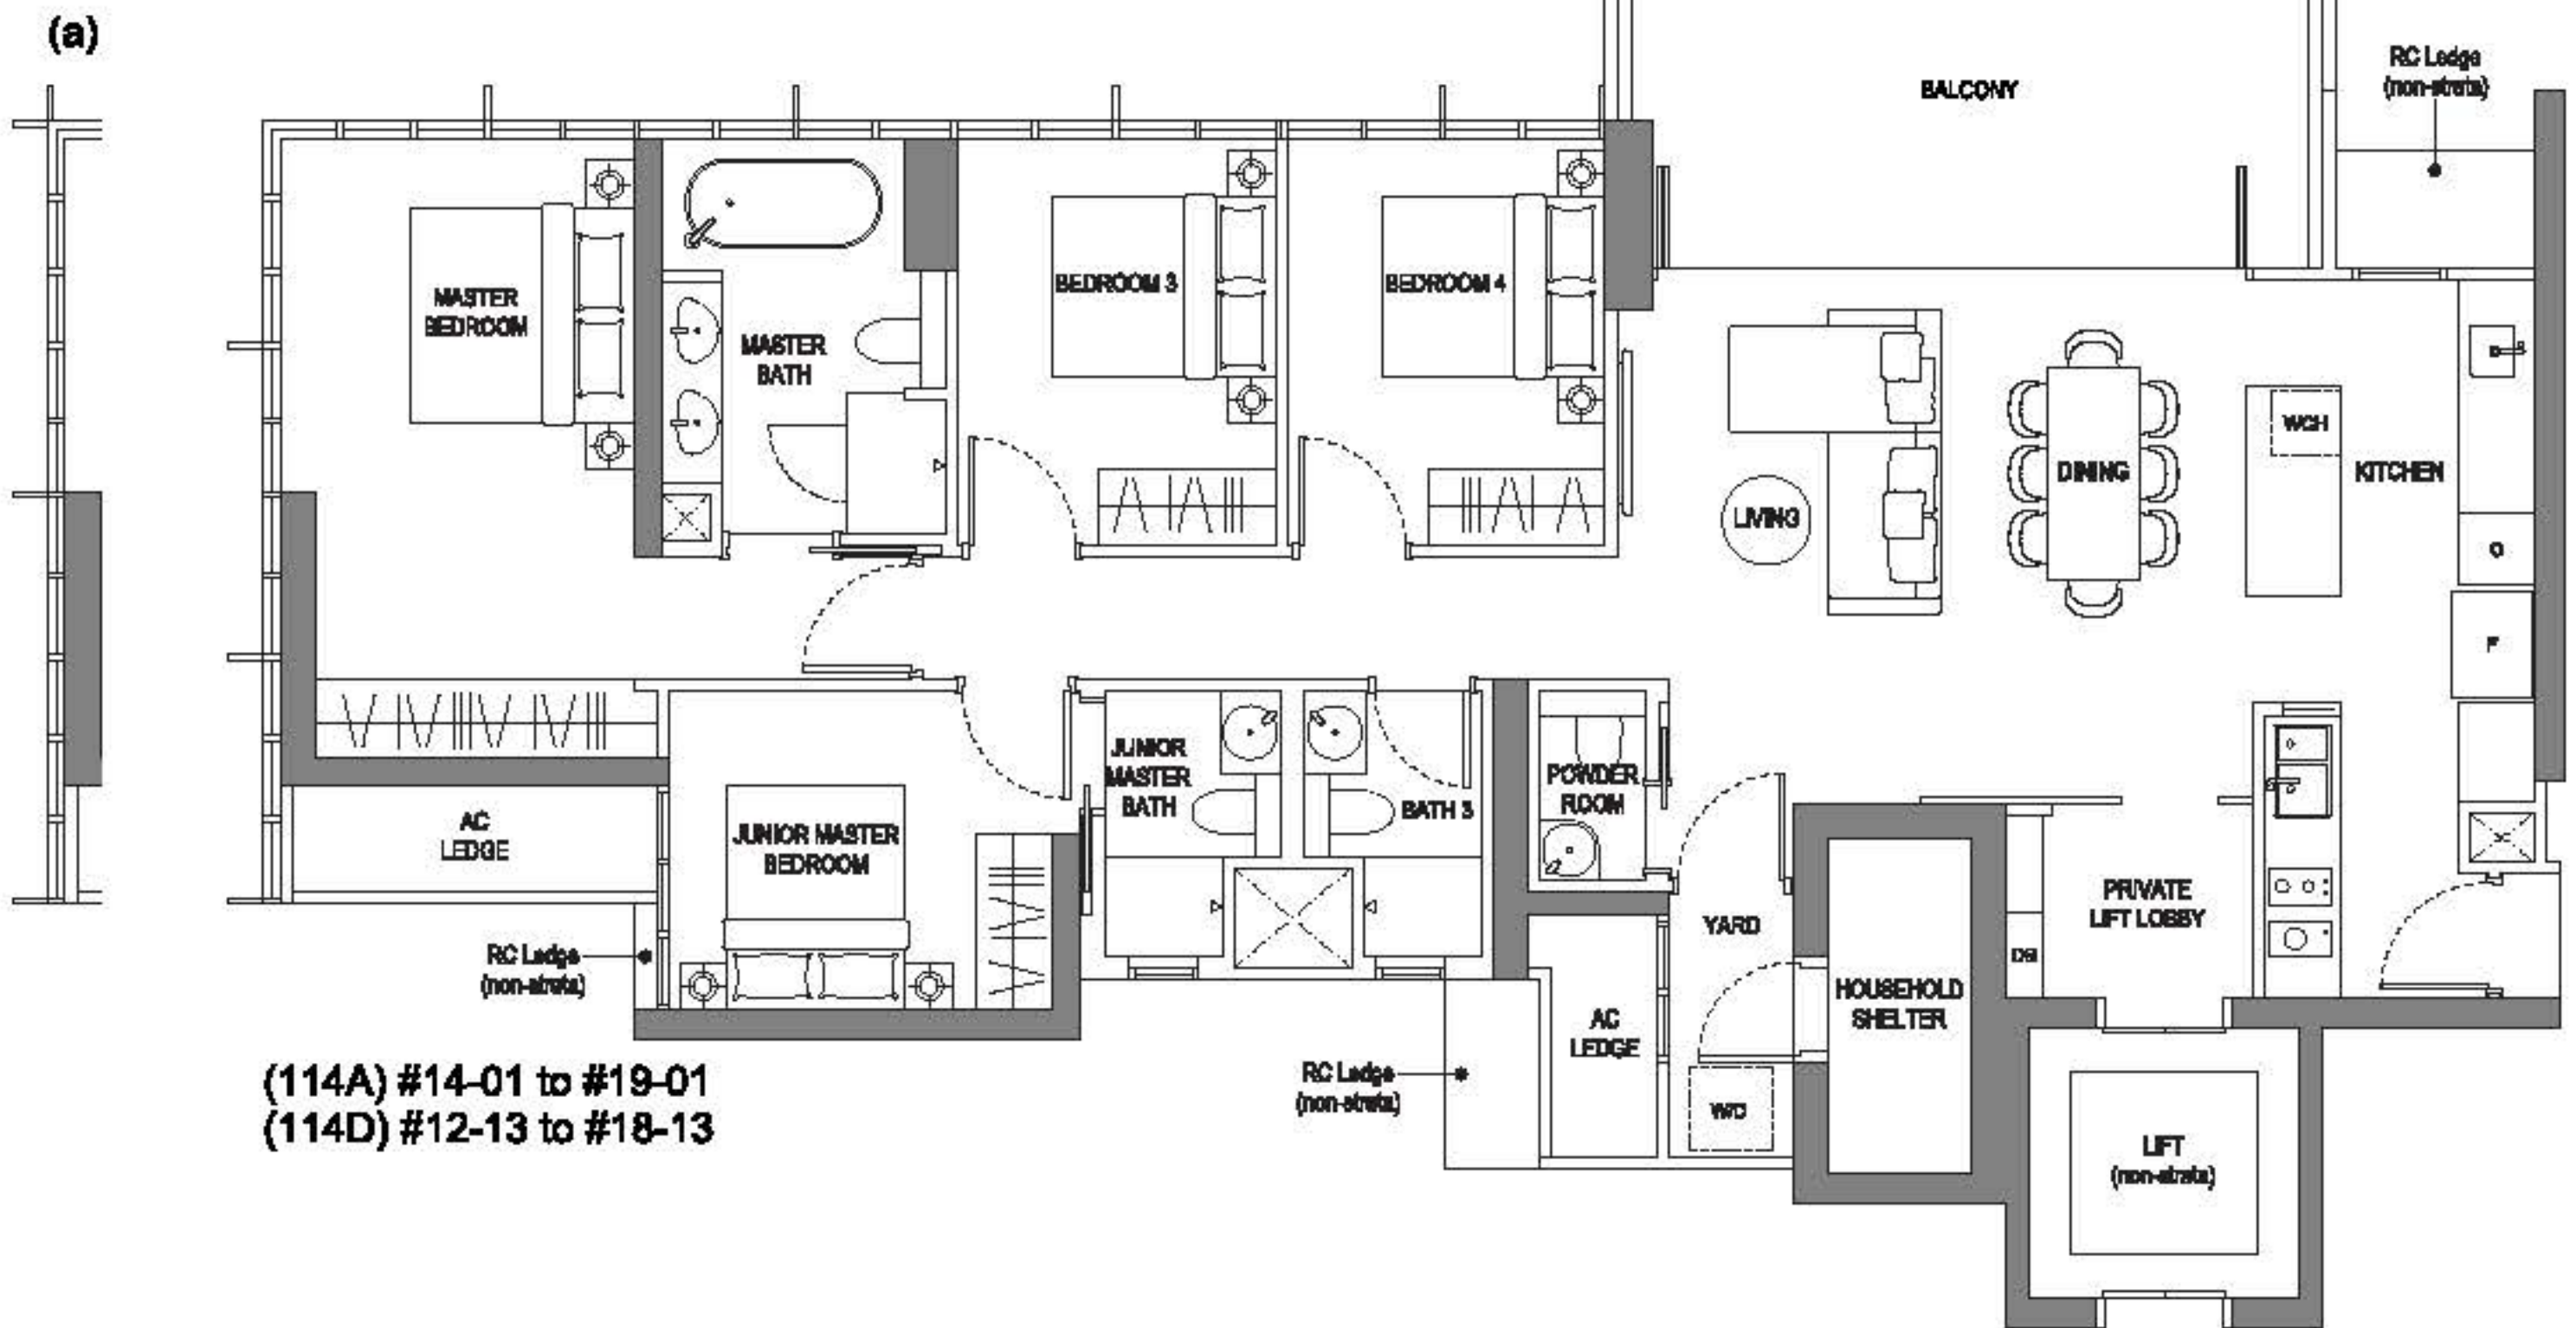 (a)
RC Ledge
(non-strata)
BALCONY
MASTER
BEDROOM
MASTER
BATH
BEDROOM 3
BEDROOM 4
LIVING
DINING
WCH
KITCHEN
O
F
AC
LEDGE
JUNIOR MASTER
BEDROOM
JUNIOR
MASTER
BATH
BATH 3
POWDER
ROOM
YARD
PRIVATE
LIFT LOBBY
DB
RC Ledge
(non-strata)
HOUSEHOLD
SHELTER
AC
LEDGE
RC Ledge
(non-strata)
W/D
LIFT
(non-strata)
(114A) #14-01 to #19-01
(114D) #12-13 to #18-13